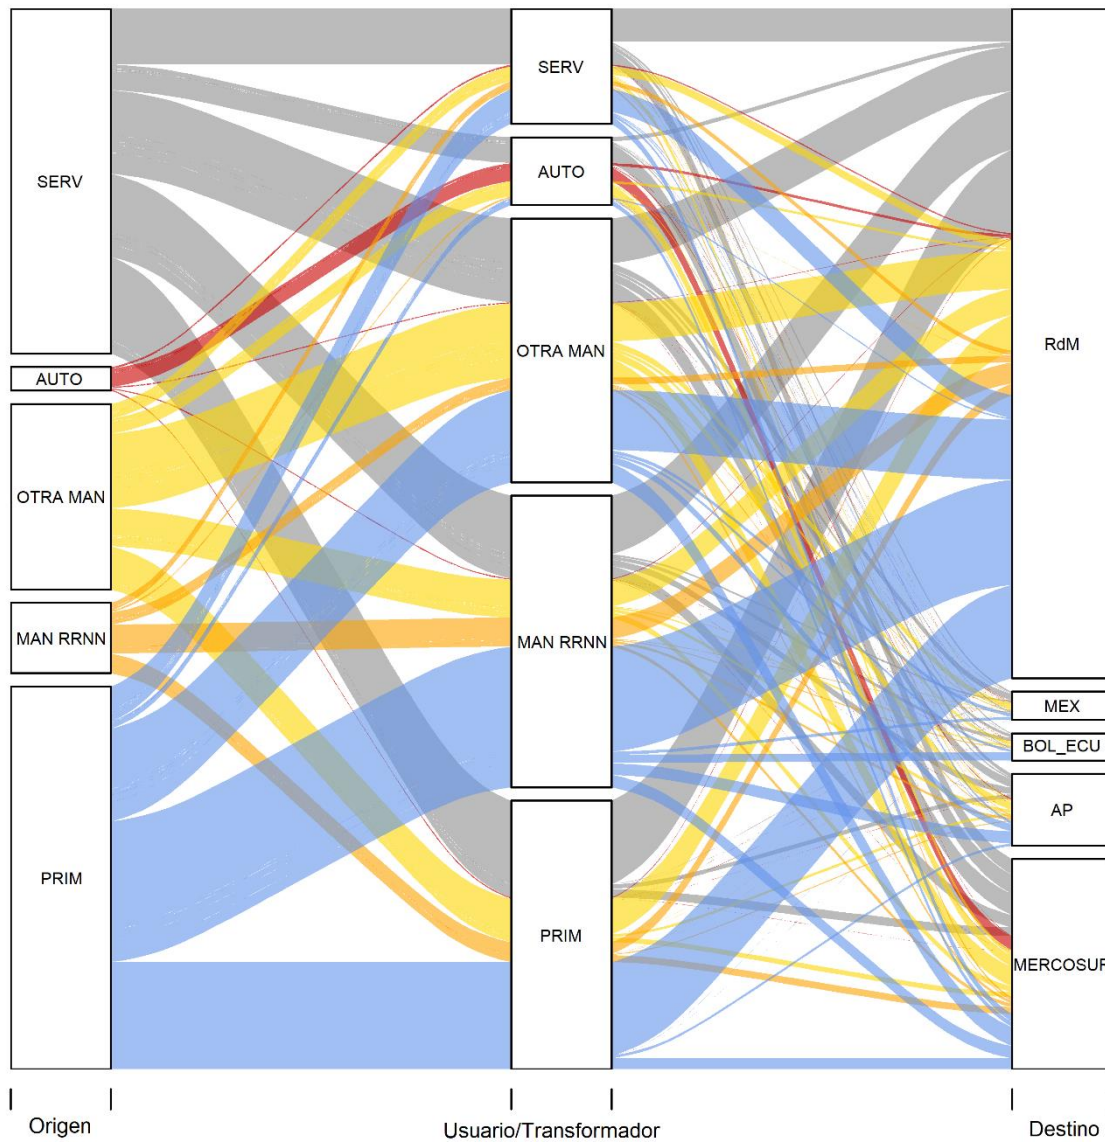 SERV
AUTO
OTRA MAN
MAN RRNN
PRIM
SERV
AUTO
OTRA MAN
MAN RRNN
PRIM
RdM
MEX
BOL_ECU
AP
MERCOSUR
Origen
Usuario/Transformador
Destino